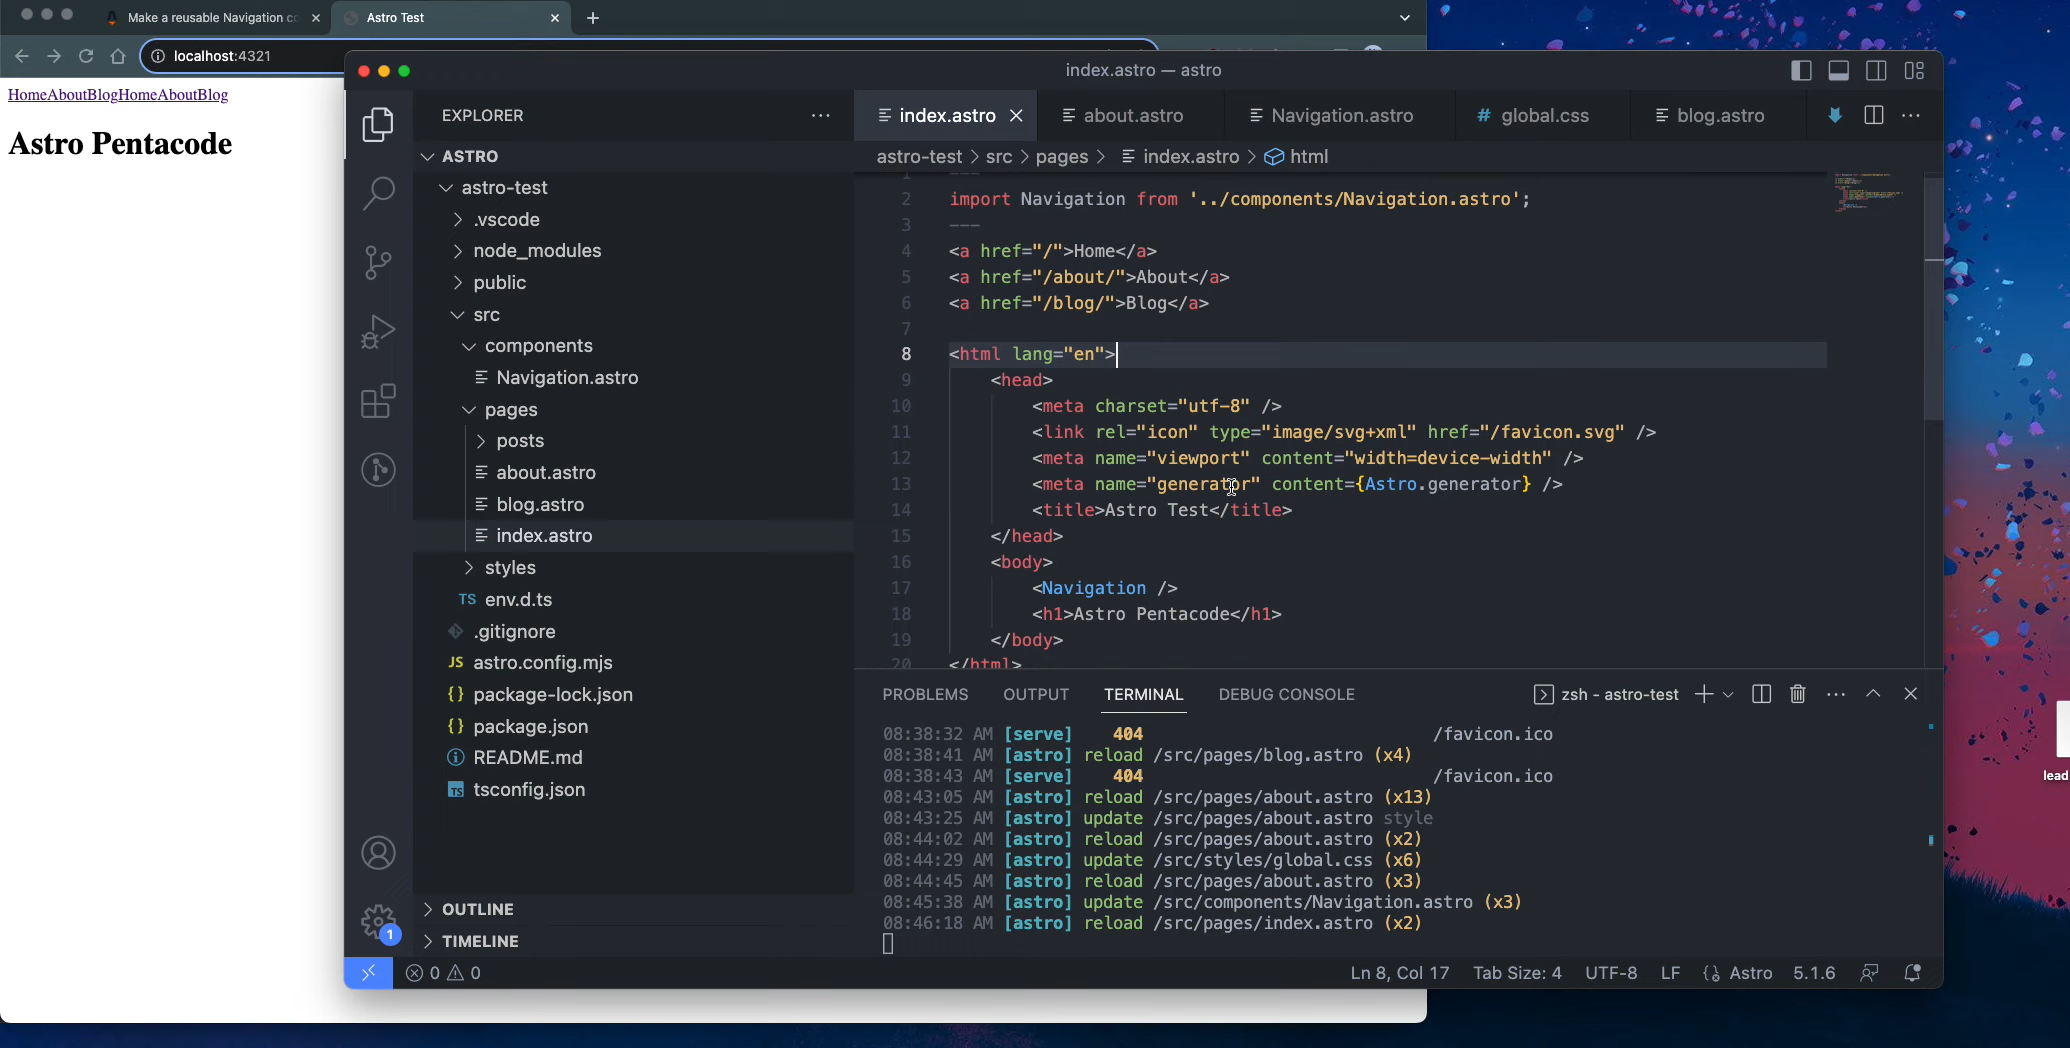 Make a reusable Navigation co
Astro Test
localhost:4321
HomeAboutBlogHomeAboutBlog
Astro Pentacode
index.astro — astro
EXPLORER
ASTRO
astro-test
.vscode
node_modules
public
src
components
Navigation.astro
pages
posts
about.astro
blog.astro
index.astro
styles
TS env.d.ts
.gitignore
JS astro.config.mjs
{} package-lock.json
{} package.json
README.md
TS tsconfig.json
OUTLINE
TIMELINE
1
index.astro
about.astro
Navigation.astro
# global.css
blog.astro
astro-test > src > pages > index.astro > html
1 ---
2 import Navigation from '../components/Navigation.astro';
3 ---
4 <a href="/">Home</a>
5 <a href="/about/">About</a>
6 <a href="/blog/">Blog</a>
7
8 <html lang="en">
9 <head>
10 <meta charset="utf-8" />
11 <link rel="icon" type="image/svg+xml" href="/favicon.svg" />
12 <meta name="viewport" content="width=device-width" />
13 <meta name="generator" content={Astro.generator} />
14 <title>Astro Test</title>
15 </head>
16 <body>
17 <Navigation />
18 <h1>Astro Pentacode</h1>
19 </body>
20 </html>
PROBLEMS OUTPUT TERMINAL DEBUG CONSOLE
zsh - astro-test
08:38:32 AM [serve] 404 /favicon.ico
08:38:41 AM [astro] reload /src/pages/blog.astro (x4)
08:38:43 AM [serve] 404 /favicon.ico
08:43:05 AM [astro] reload /src/pages/about.astro (x13)
08:43:25 AM [astro] update /src/pages/about.astro style
08:44:02 AM [astro] reload /src/pages/about.astro (x2)
08:44:29 AM [astro] update /src/styles/global.css (x6)
08:44:45 AM [astro] reload /src/pages/about.astro (x3)
08:45:38 AM [astro] update /src/components/Navigation.astro (x3)
08:46:18 AM [astro] reload /src/pages/index.astro (x2)
0 0
Ln 8, Col 17 Tab Size: 4 UTF-8 LF {} Astro 5.1.6
lead